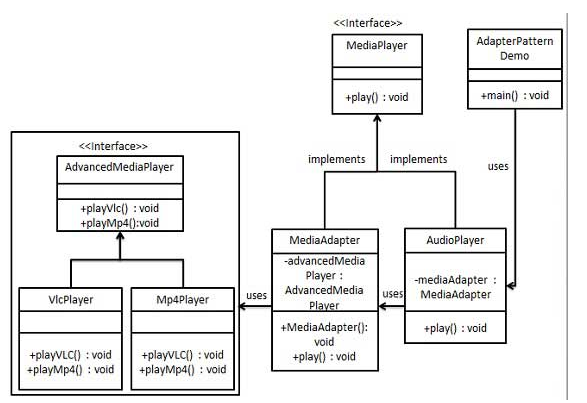 <<Interface>>
MediaPlayer
+play() : void
AdapterPattern
Demo
+main() : void
implements
implements
uses
<<Interface>>
AdvancedMediaPlayer
+playVlc() : void
+playMp4():void
VlcPlayer
+playVLC() : void
+playMp4() : void
Mp4Player
+playVLC() : void
+playMp4() : void
uses
MediaAdapter
-advancedMedia
Player :
AdvancedMedia
Player
+MediaAdapter():
void
+play() : void
uses
AudioPlayer
-mediaAdapter :
MediaAdapter
+play() : void